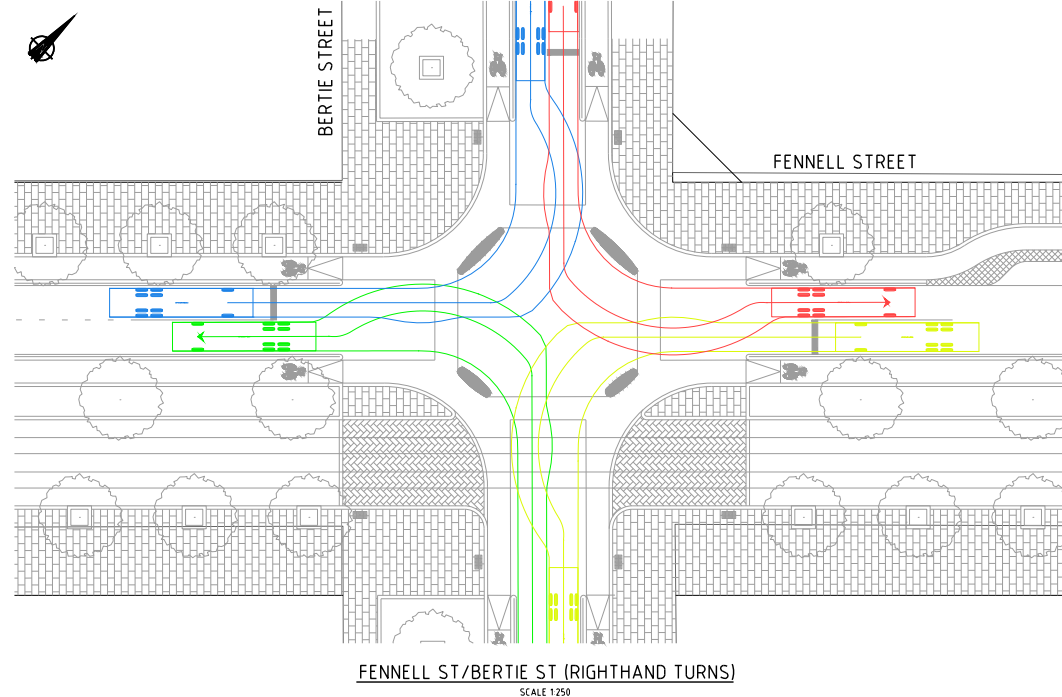 BERTIE STREET
FENNELL STREET
FENNELL ST/BERTIE ST (RIGHTHAND TURNS)
SCALE 1:250